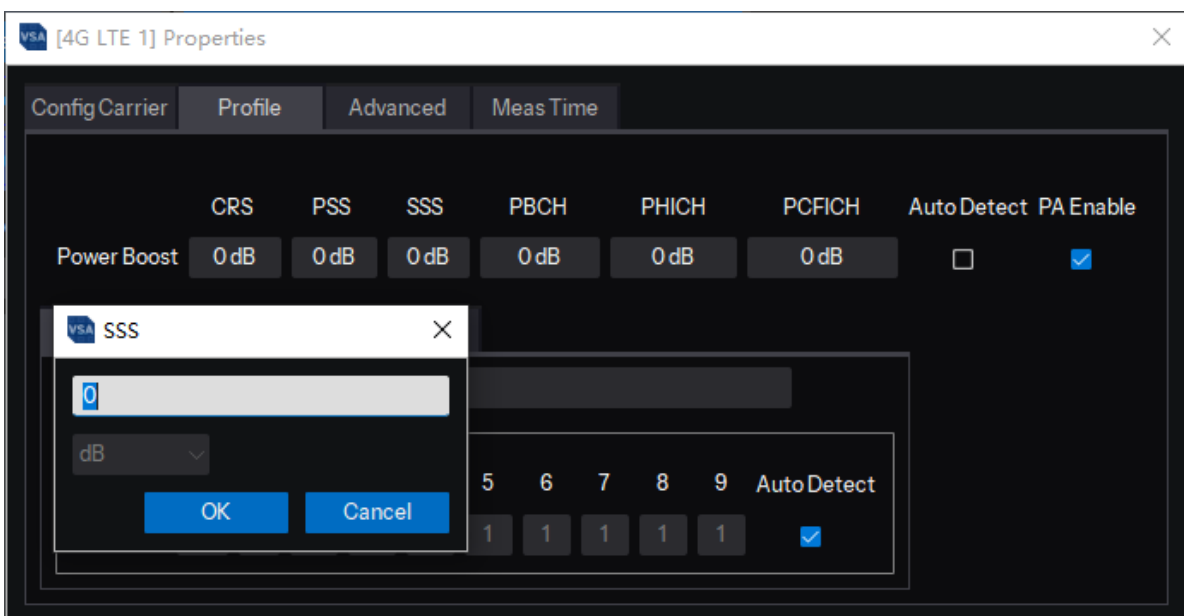 VSA [4G LTE 1] Properties
Config Carrier Profile Advanced Meas Time
CRS PSS SSS PBCH PHICH PCFICH Auto Detect PA Enable
Power Boost 0 dB 0 dB 0 dB 0 dB 0 dB 0 dB
VSA SSS
0
dB
OK Cancel
5 6 7 8 9 Auto Detect
1 1 1 1 1